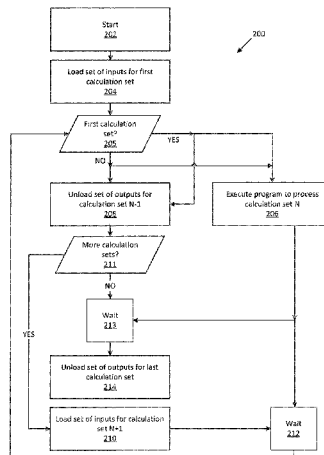 Start
202
200
Load set of inputs for first
calculation set
204
First calculation
set?
205
YES
NO
Unload set of outputs for
calculation set N-1
208
Execute program to process
calculation set N
206
More calculation
sets?
211
NO
YES
Wait
213
Unload set of outputs for last
calculation set
214
Load set of inputs for calculation
set N+1
210
Wait
212